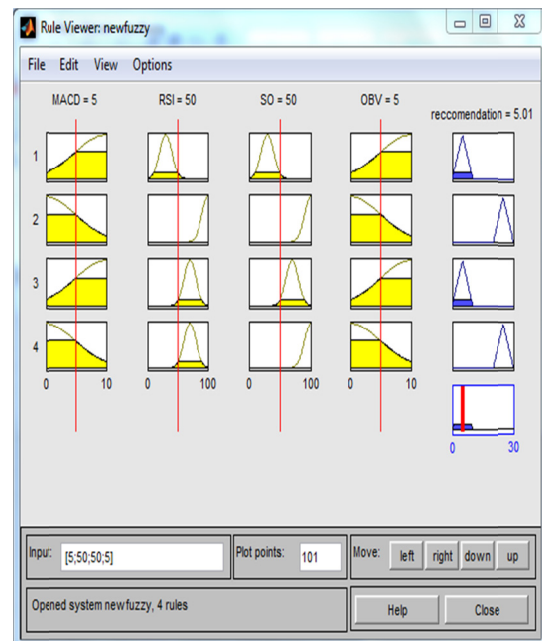 Rule Viewer: newfuzzy
File Edit View Options
MACD = 5 RSI = 50 SO = 50 OBV = 5
reccomendation = 5.01
1
2
3
4
0 10 0 100 0 100 0 10
0 30
Input: [5;50;50;5] Plot points: 101 Move: left right down up
Opened system newfuzzy, 4 rules Help Close